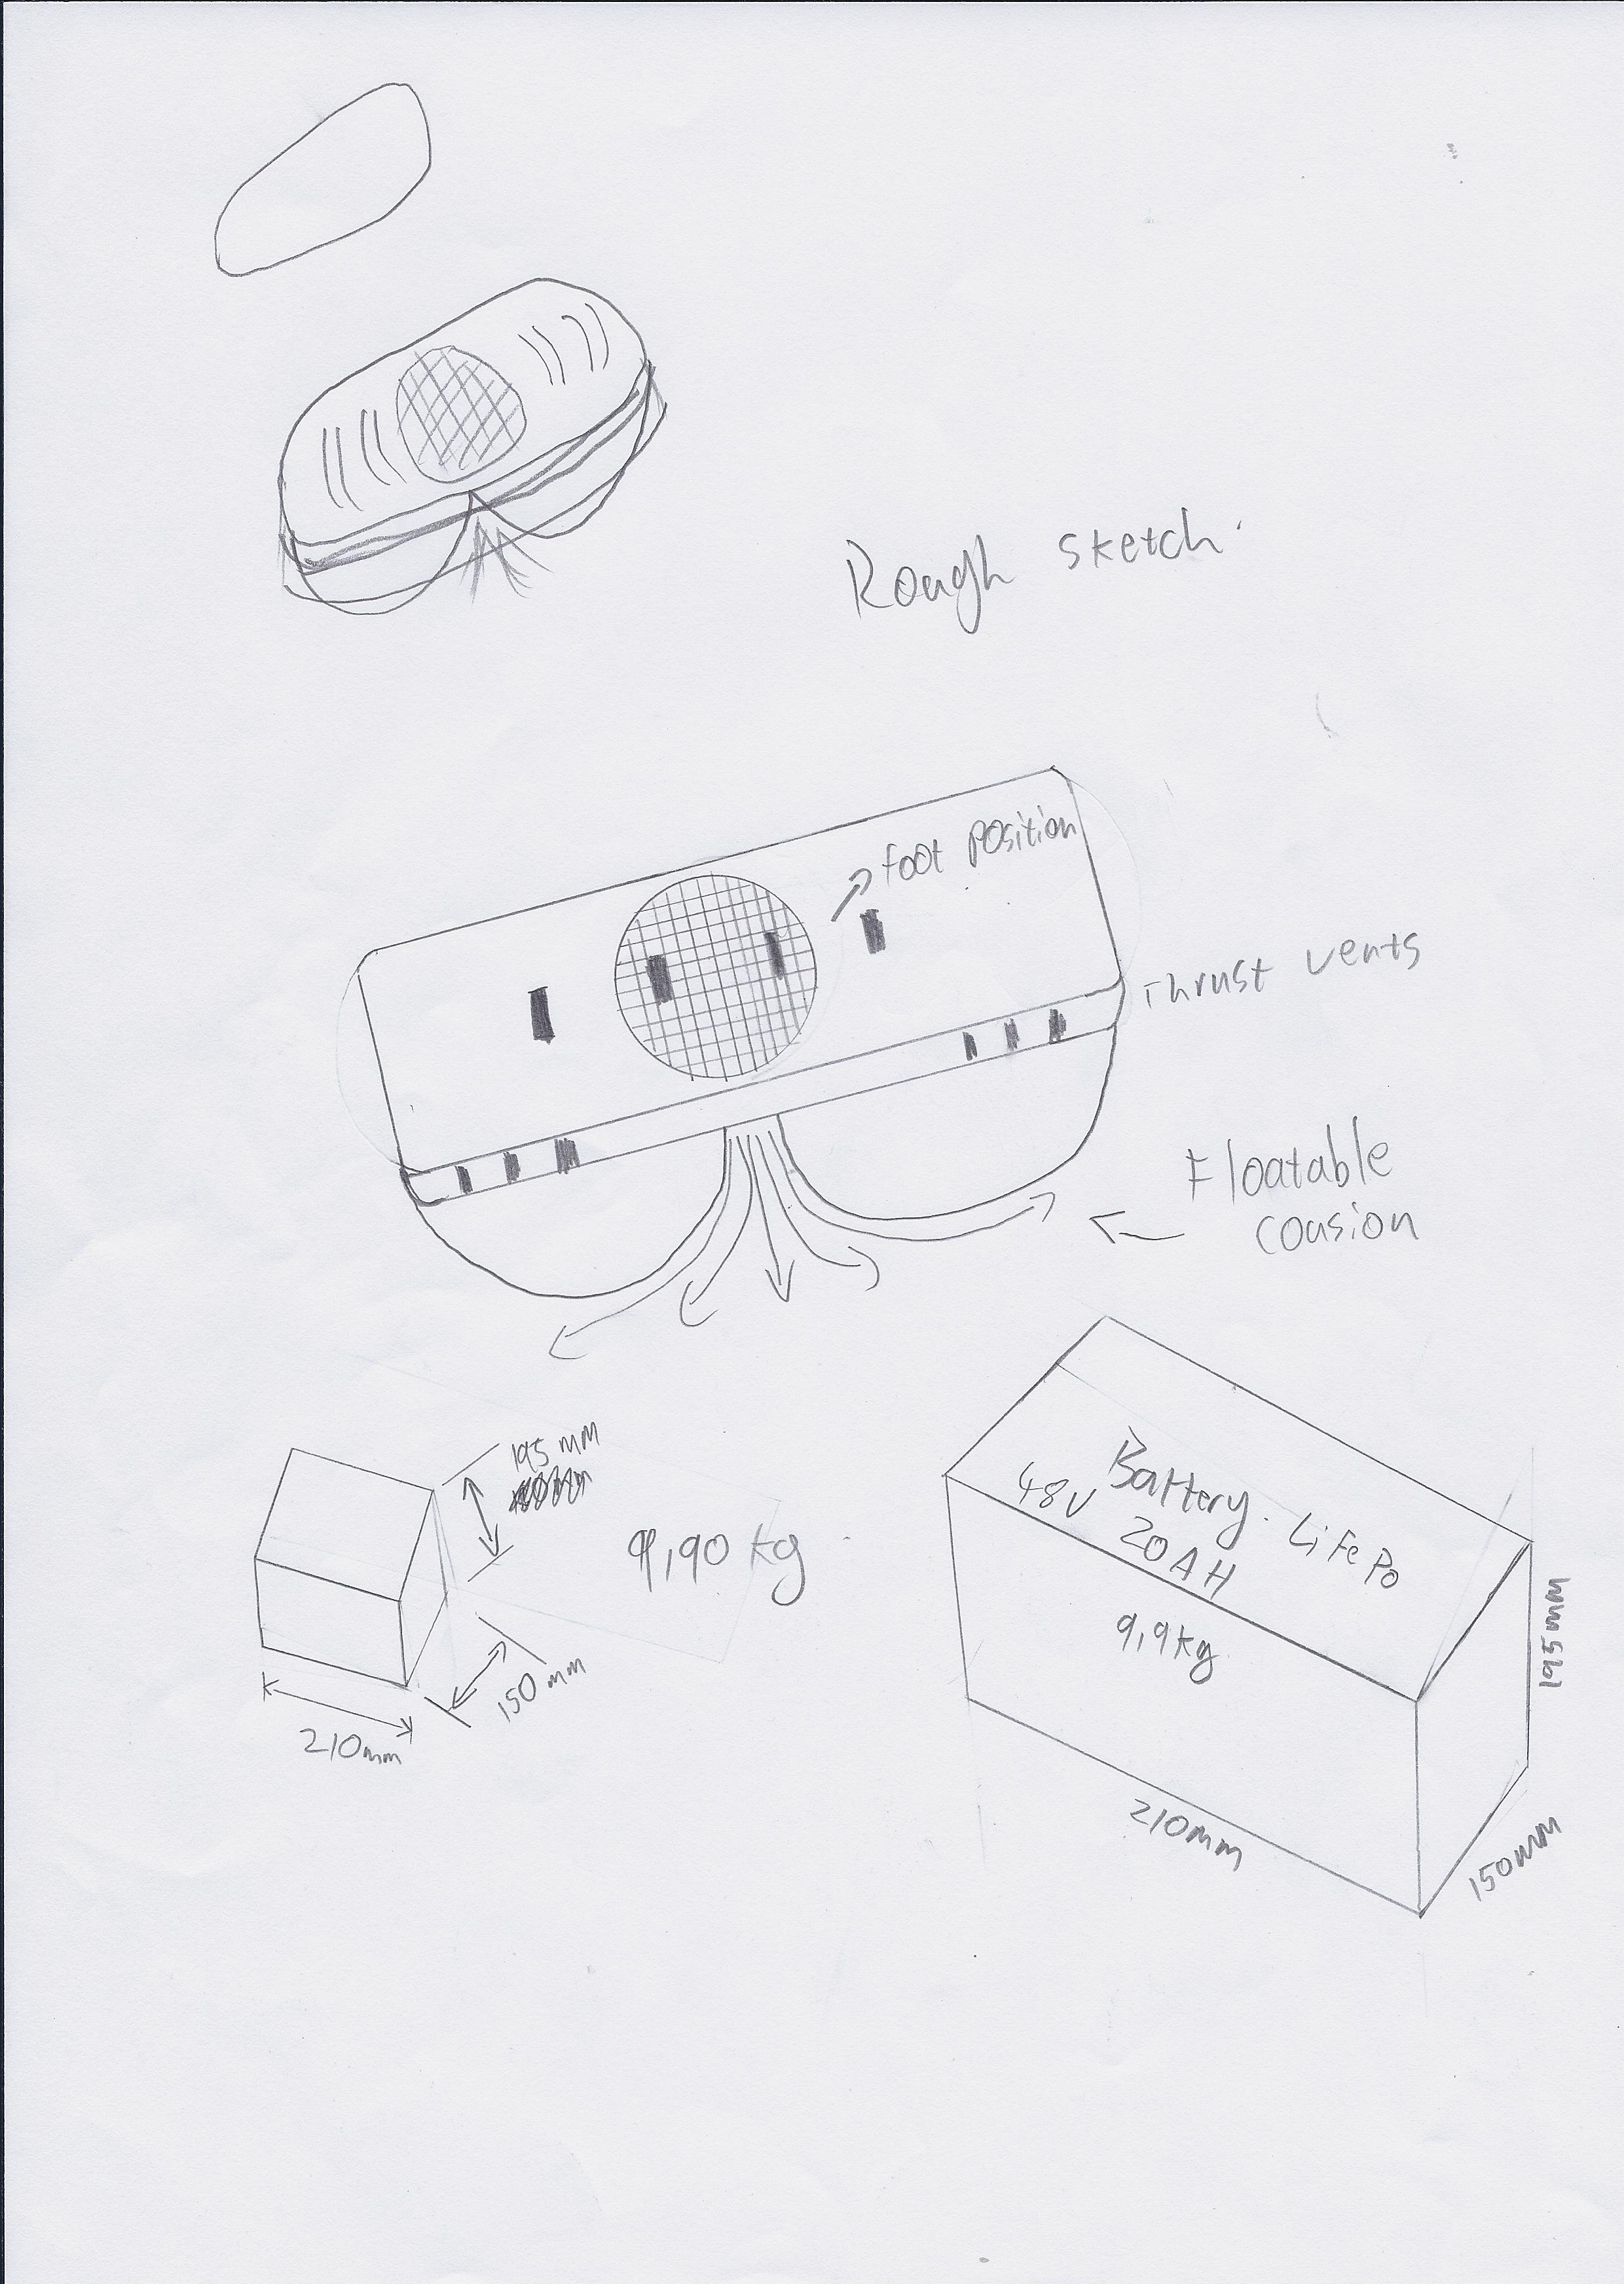 Rough sketch.
foot position
Thrust vents
Floatable
cousion
195 mm
9,90 kg
150 mm
210mm
Battery. LiFePo
48V 20AH
9,9kg
195mm
210mm
150mm